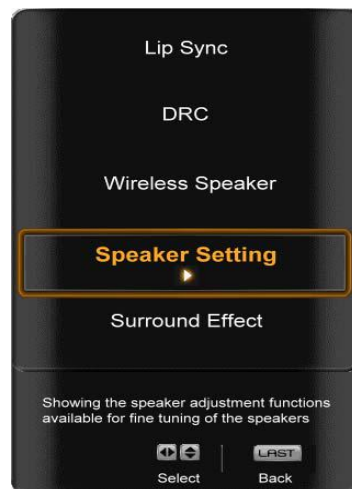 Lip Sync
DRC
Wireless Speaker
Speaker Setting
Surround Effect
Showing the speaker adjustment functions
available for fine tuning of the speakers
LAST
Select Back